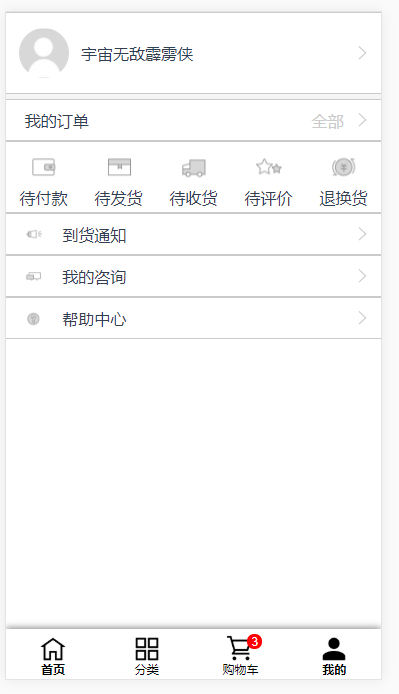 宇宙无敌霹雳侠
我的订单 全部
待付款 待发货 待收货 待评价 退换货
到货通知
我的咨询
帮助中心
3
首页 分类 购物车 我的